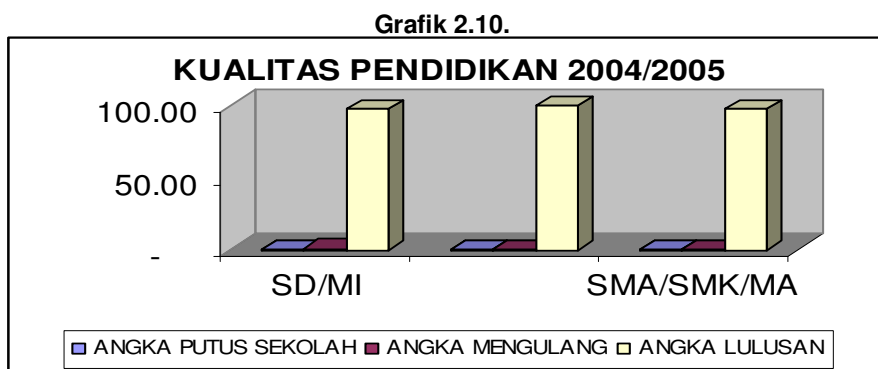 Grafik 2.10.
KUALITAS PENDIDIKAN 2004/2005
100.00
50.00
-
SD/MI SMA/SMK/MA
ANGKA PUTUS SEKOLAH ANGKA MENGULANG ANGKA LULUSAN